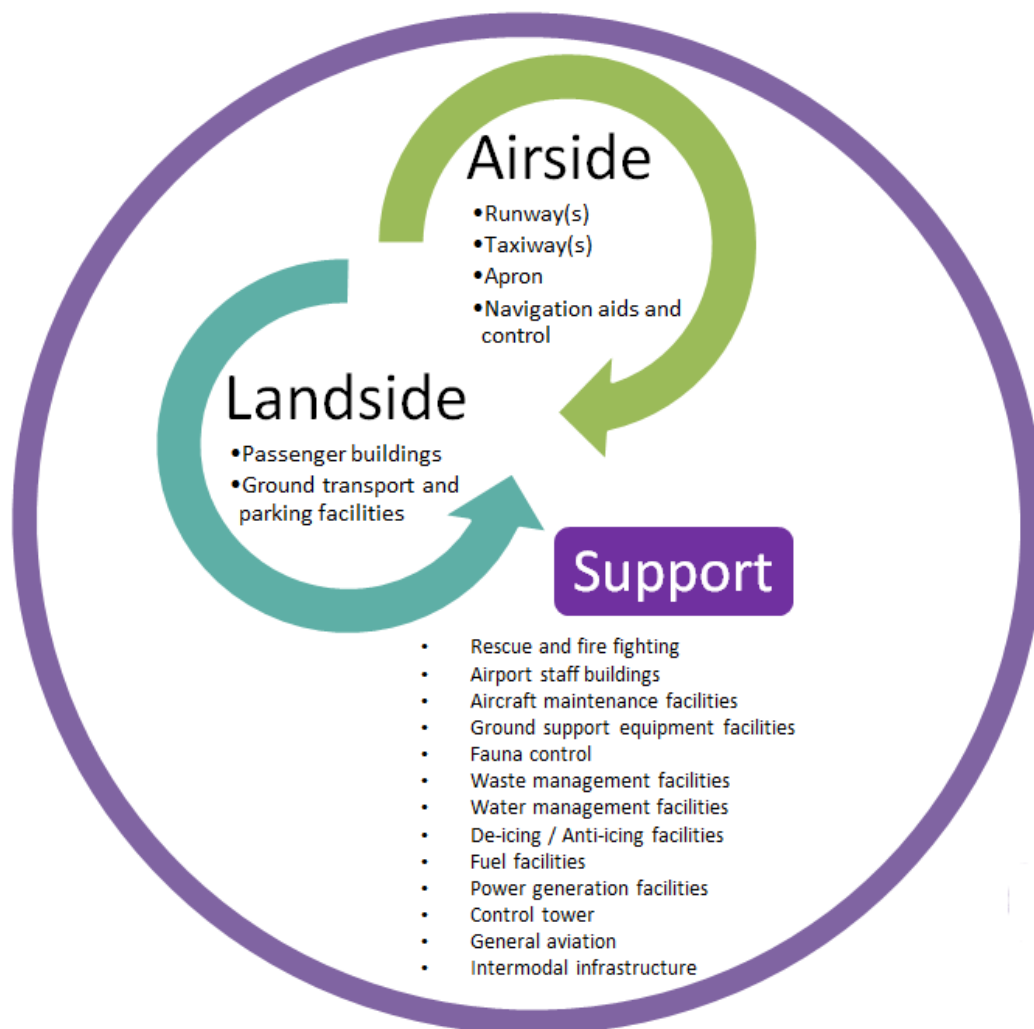 Airside
•Runway(s)
•Taxiway(s)
•Apron
•Navigation aids and
control
Landside
•Passenger buildings
•Ground transport and
parking facilities
Support
• Rescue and fire fighting
• Airport staff buildings
• Aircraft maintenance facilities
• Ground support equipment facilities
• Fauna control
• Waste management facilities
• Water management facilities
• De-icing / Anti-icing facilities
• Fuel facilities
• Power generation facilities
• Control tower
• General aviation
• Intermodal infrastructure